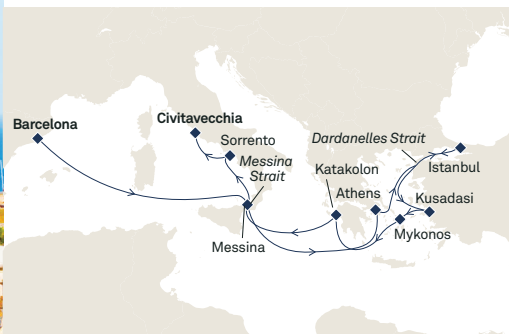 Barcelona
Civitavecchia
Sorrento
Messina
Strait
Dardanelles Strait
Istanbul
Katakolon
Athens
Kusadasi
Mykonos
Messina